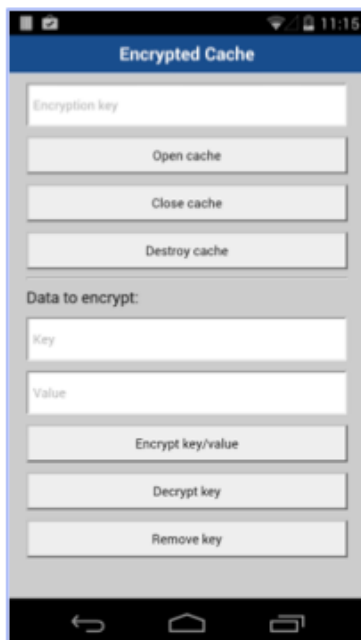 11:15
Encrypted Cache
Encryption key
Open cache
Close cache
Destroy cache
Data to encrypt:
Key
Value
Encrypt key/value
Decrypt key
Remove key